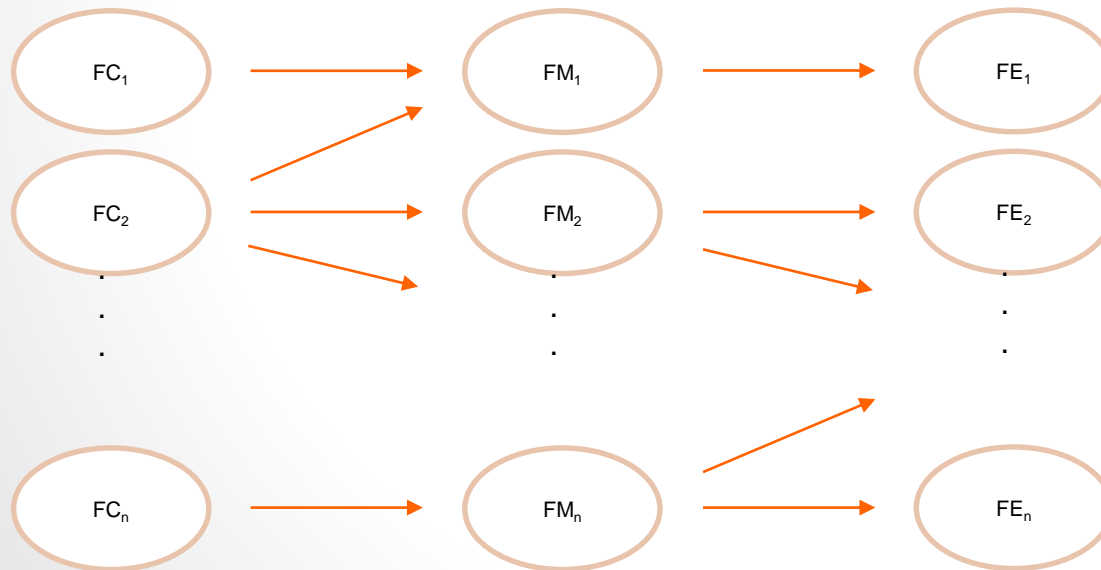 FC₁ FM₁ FE₁
FC₂ FM₂ FE₂
. . .
. . .
. . .
FCₙ FMₙ FEₙ